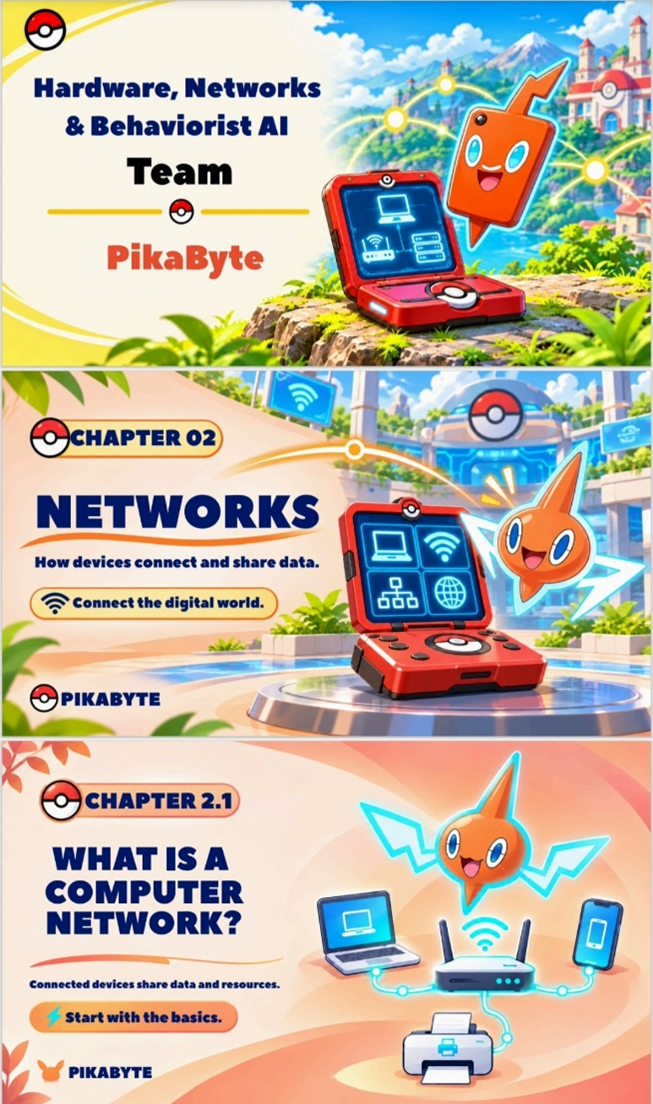 Hardware, Networks
& Behaviorist AI
Team
PikaByte
CHAPTER 02
NETWORKS
How devices connect and share data.
Connect the digital world.
PIKABYTE
CHAPTER 2.1
WHAT IS A
COMPUTER
NETWORK?
Connected devices share data and resources.
Start with the basics.
PIKABYTE